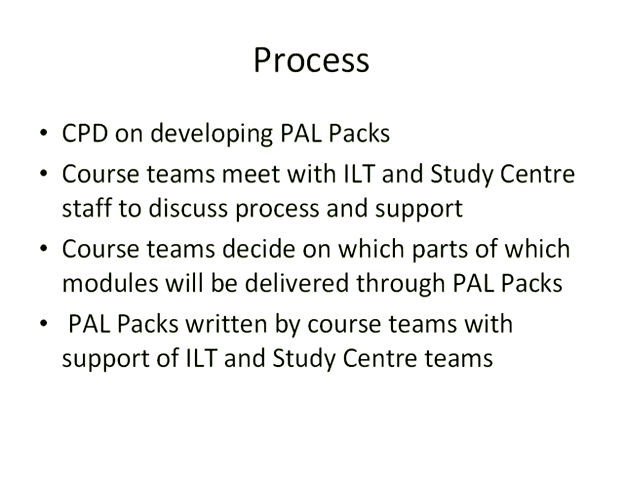 Process
• CPD on developing PAL Packs
• Course teams meet with ILT and Study Centre
staff to discuss process and support
• Course teams decide on which parts of which
modules will be delivered through PAL Packs
• PAL Packs written by course teams with
support of ILT and Study Centre teams